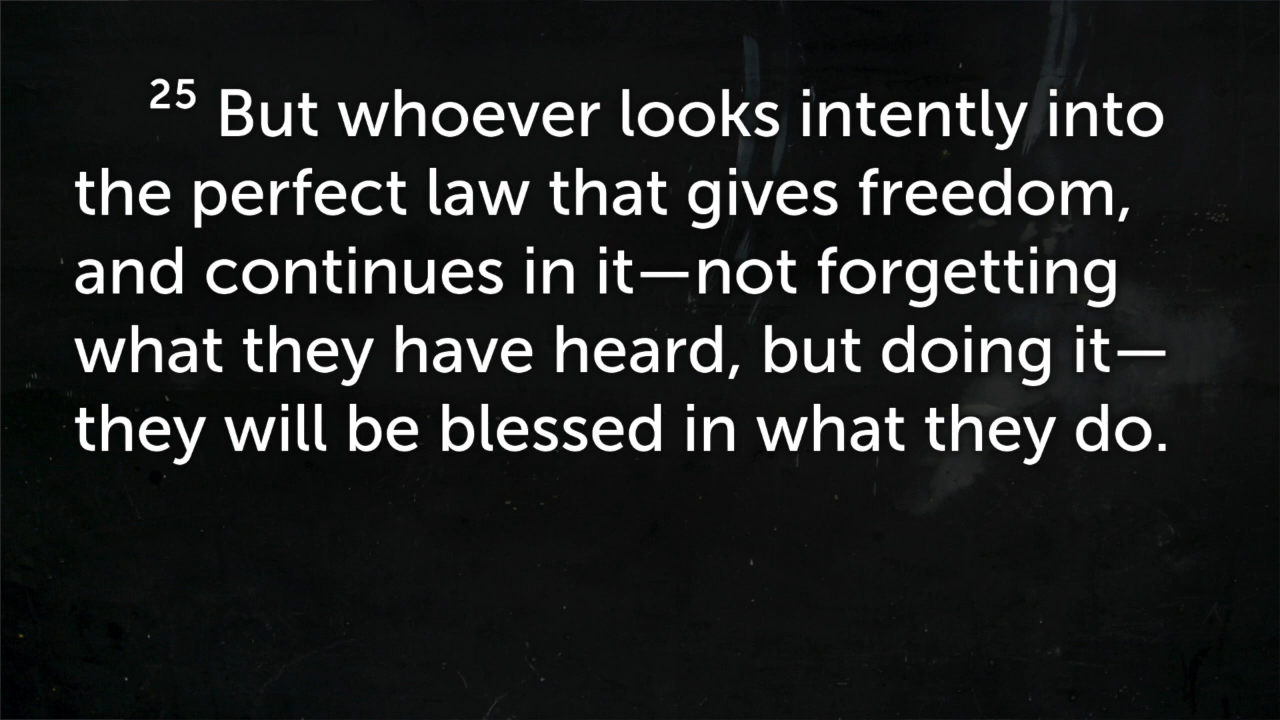 25 But whoever looks intently into
the perfect law that gives freedom,
and continues in it—not forgetting
what they have heard, but doing it—
they will be blessed in what they do.